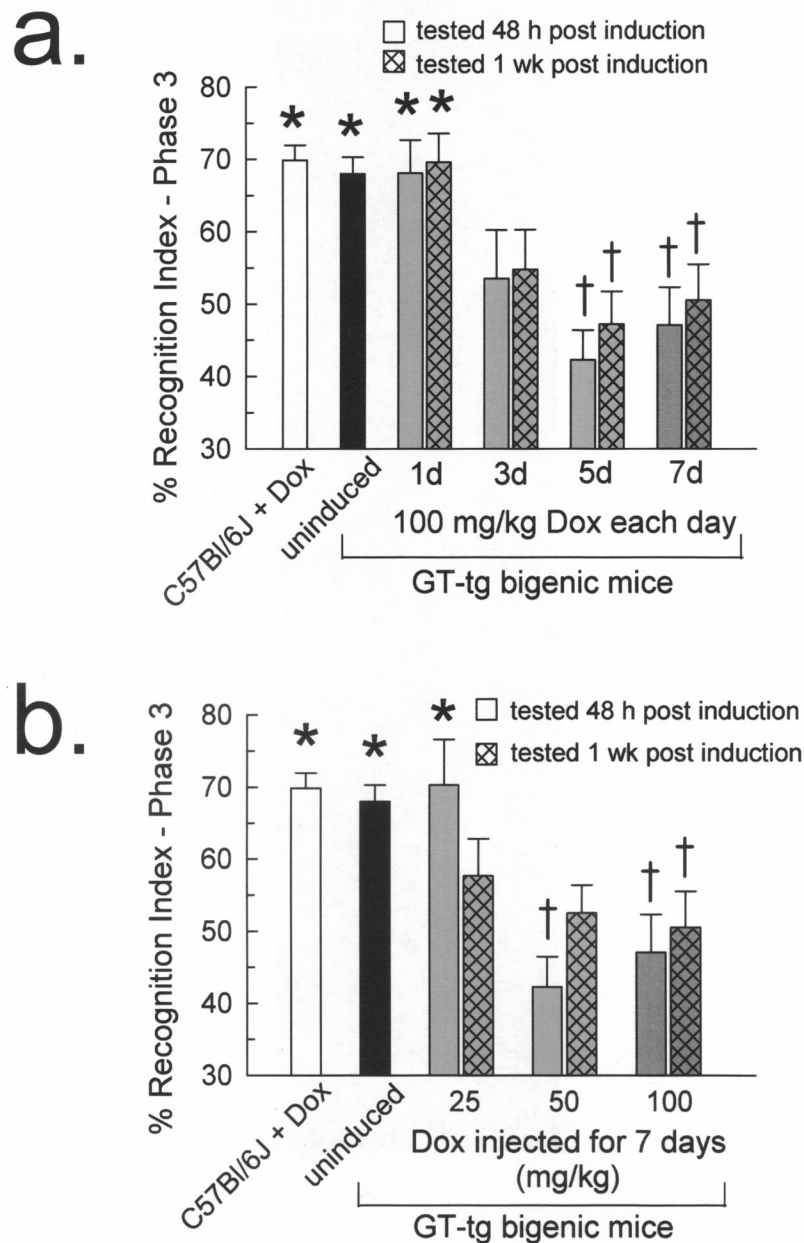 a.
tested 48 h post induction
tested 1 wk post induction
% Recognition Index - Phase 3
80
70
60
50
40
30
* * * *
† † † †
C57Bl//6J + Dox
uninduced
1d 3d 5d 7d
100 mg/kg Dox each day
GT-tg bigenic mice
b.
tested 48 h post induction
tested 1 wk post induction
% Recognition Index - Phase 3
80
70
60
50
40
30
* * *
† † †
C57Bl//6J + Dox
uninduced
25 50 100
Dox injected for 7 days
(mg/kg)
GT-tg bigenic mice